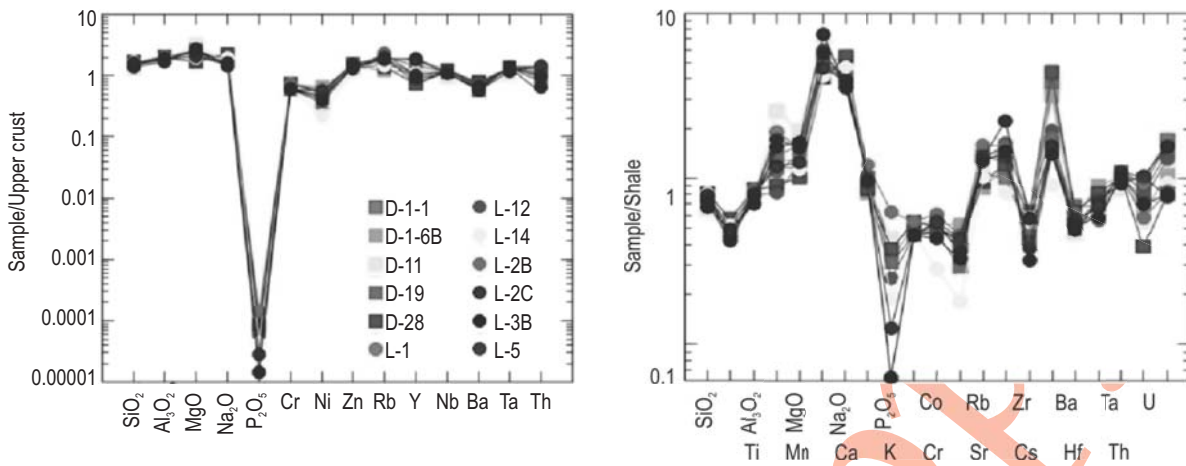 Sample/Upper crust
10
1
0.1
0.01
0.001
0.0001
0.00001
D-1-1 L-12
D-1-6B L-14
D-11 L-2B
D-19 L-2C
D-28 L-3B
L-1 L-5
SiO₂ Al₃O₂ MgO Na₂O P₂O₅ Cr Ni Zn Rb Y Nb Ba Ta Th
Sample/Shale
10
1
0.1
SiO₂ Al₃O₂ MgO Na₂O P₂O₅ Co Rb Zr Ba Ta U
Ti Mn Ca K Cr Sr Cs Hf Th